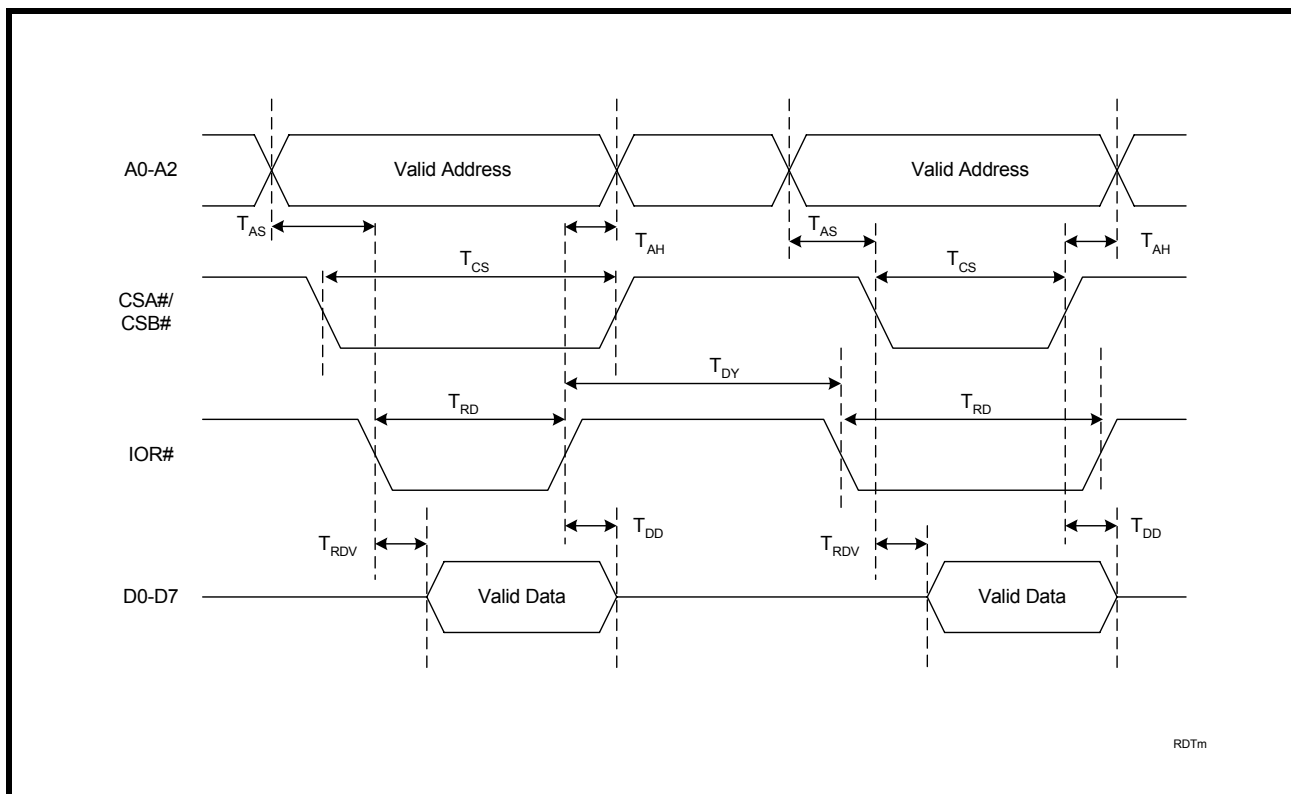 A0-A2
Valid Address
Valid Address
TAS
TAH
TAS
TAH
TCS
TCS
CSA#/
CSB#
TDY
TRD
TRD
IOR#
TRDV
TDD
TRDV
TDD
D0-D7
Valid Data
Valid Data
RDTm